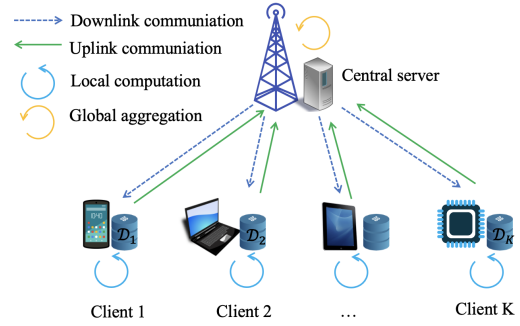 Downlink communiation
Uplink communiation
Local computation
Global aggregation
Central server
𝒟1
𝒟2
𝒟K
Client 1
Client 2
...
Client K